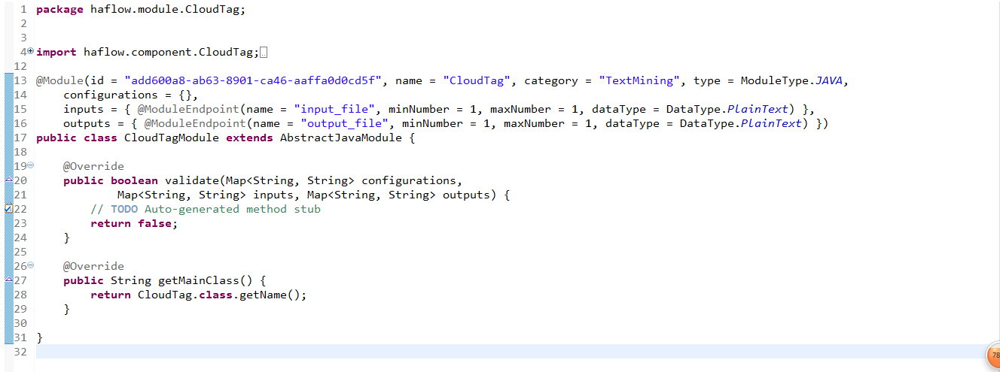 1 package haflow.module.CloudTag;
2
3
4 import haflow.component.CloudTag;
12
13 @Module(id = "add600a8-ab63-8901-ca46-aaffa0d0cd5f", name = "CloudTag", category = "TextMining", type = ModuleType.JAVA,
14     configurations = {},
15     inputs = { @ModuleEndpoint(name = "input_file", minNumber = 1, maxNumber = 1, dataType = DataType.PlainText) },
16     outputs = { @ModuleEndpoint(name = "output_file", minNumber = 1, maxNumber = 1, dataType = DataType.PlainText) })
17 public class CloudTagModule extends AbstractJavaModule {
18
19     @Override
20     public boolean validate(Map<String, String> configurations,
21             Map<String, String> inputs, Map<String, String> outputs) {
22         // TODO Auto-generated method stub
23         return false;
24     }
25
26     @Override
27     public String getMainClass() {
28         return CloudTag.class.getName();
29     }
30
31 }
32
78